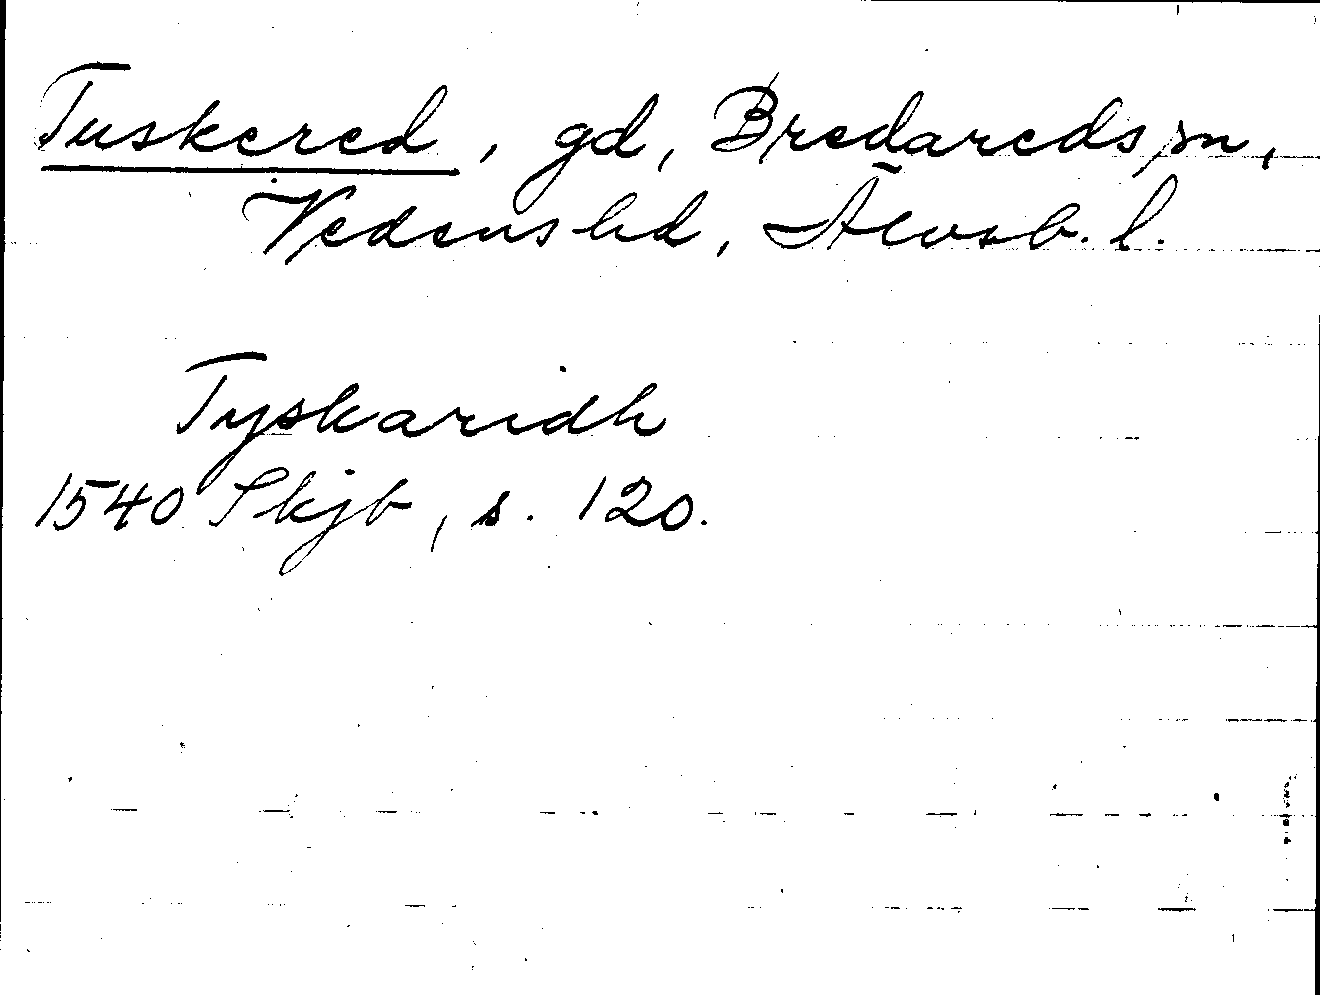 Tuskered, gd, Bredareds sn,
Vedens hd, Älvsb. l.
Tyskaridh
1540 Skjb, s. 120.